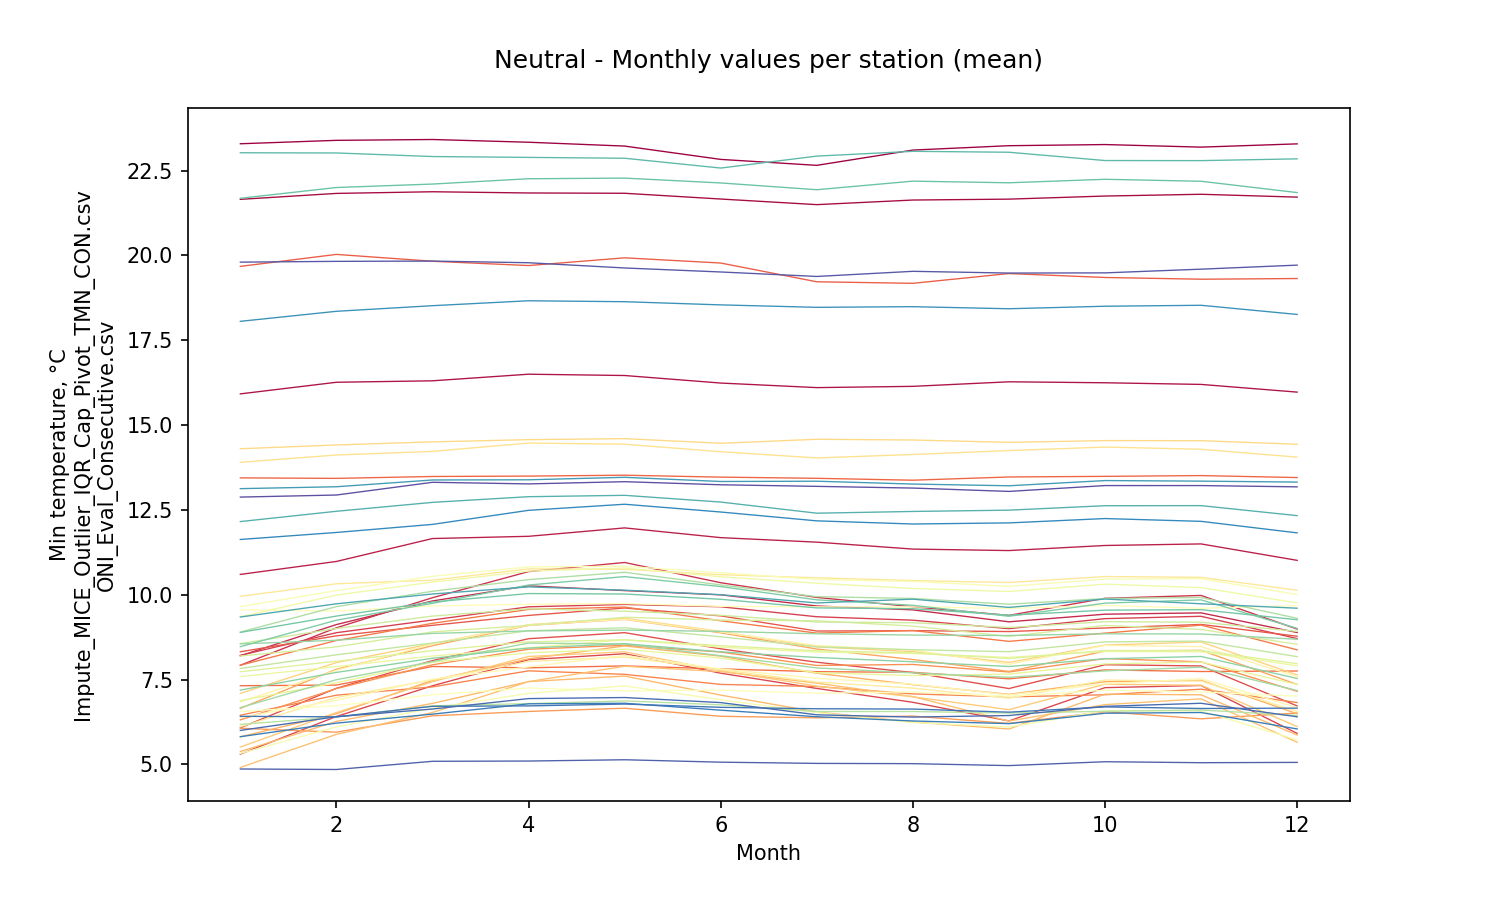 Neutral - Monthly values per station (mean)
Min temperature, °C
Impute_MICE_Outlier_IQR_Cap_Pivot_TMN_CON.csv
ONI_Eval_Consecutive.csv
22.5
20.0
17.5
15.0
12.5
10.0
7.5
5.0
2
4
6
8
10
12
Month